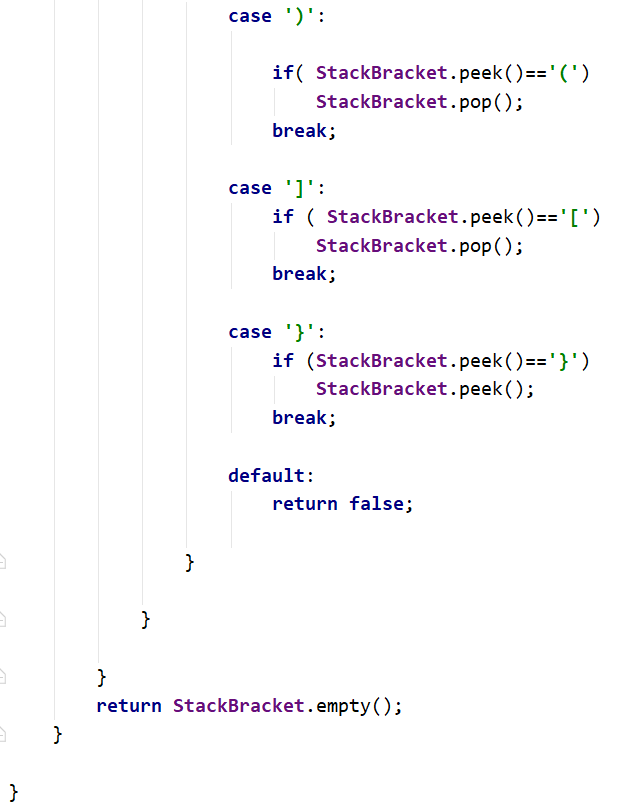 case ')':
if( StackBracket.peek()=='(')
StackBracket.pop();
break;
case ']':
if ( StackBracket.peek()=='[')
StackBracket.pop();
break;
case '}':
if (StackBracket.peek()=='}')
StackBracket.peek();
break;
default:
return false;
}
}
}
return StackBracket.empty();
}
}